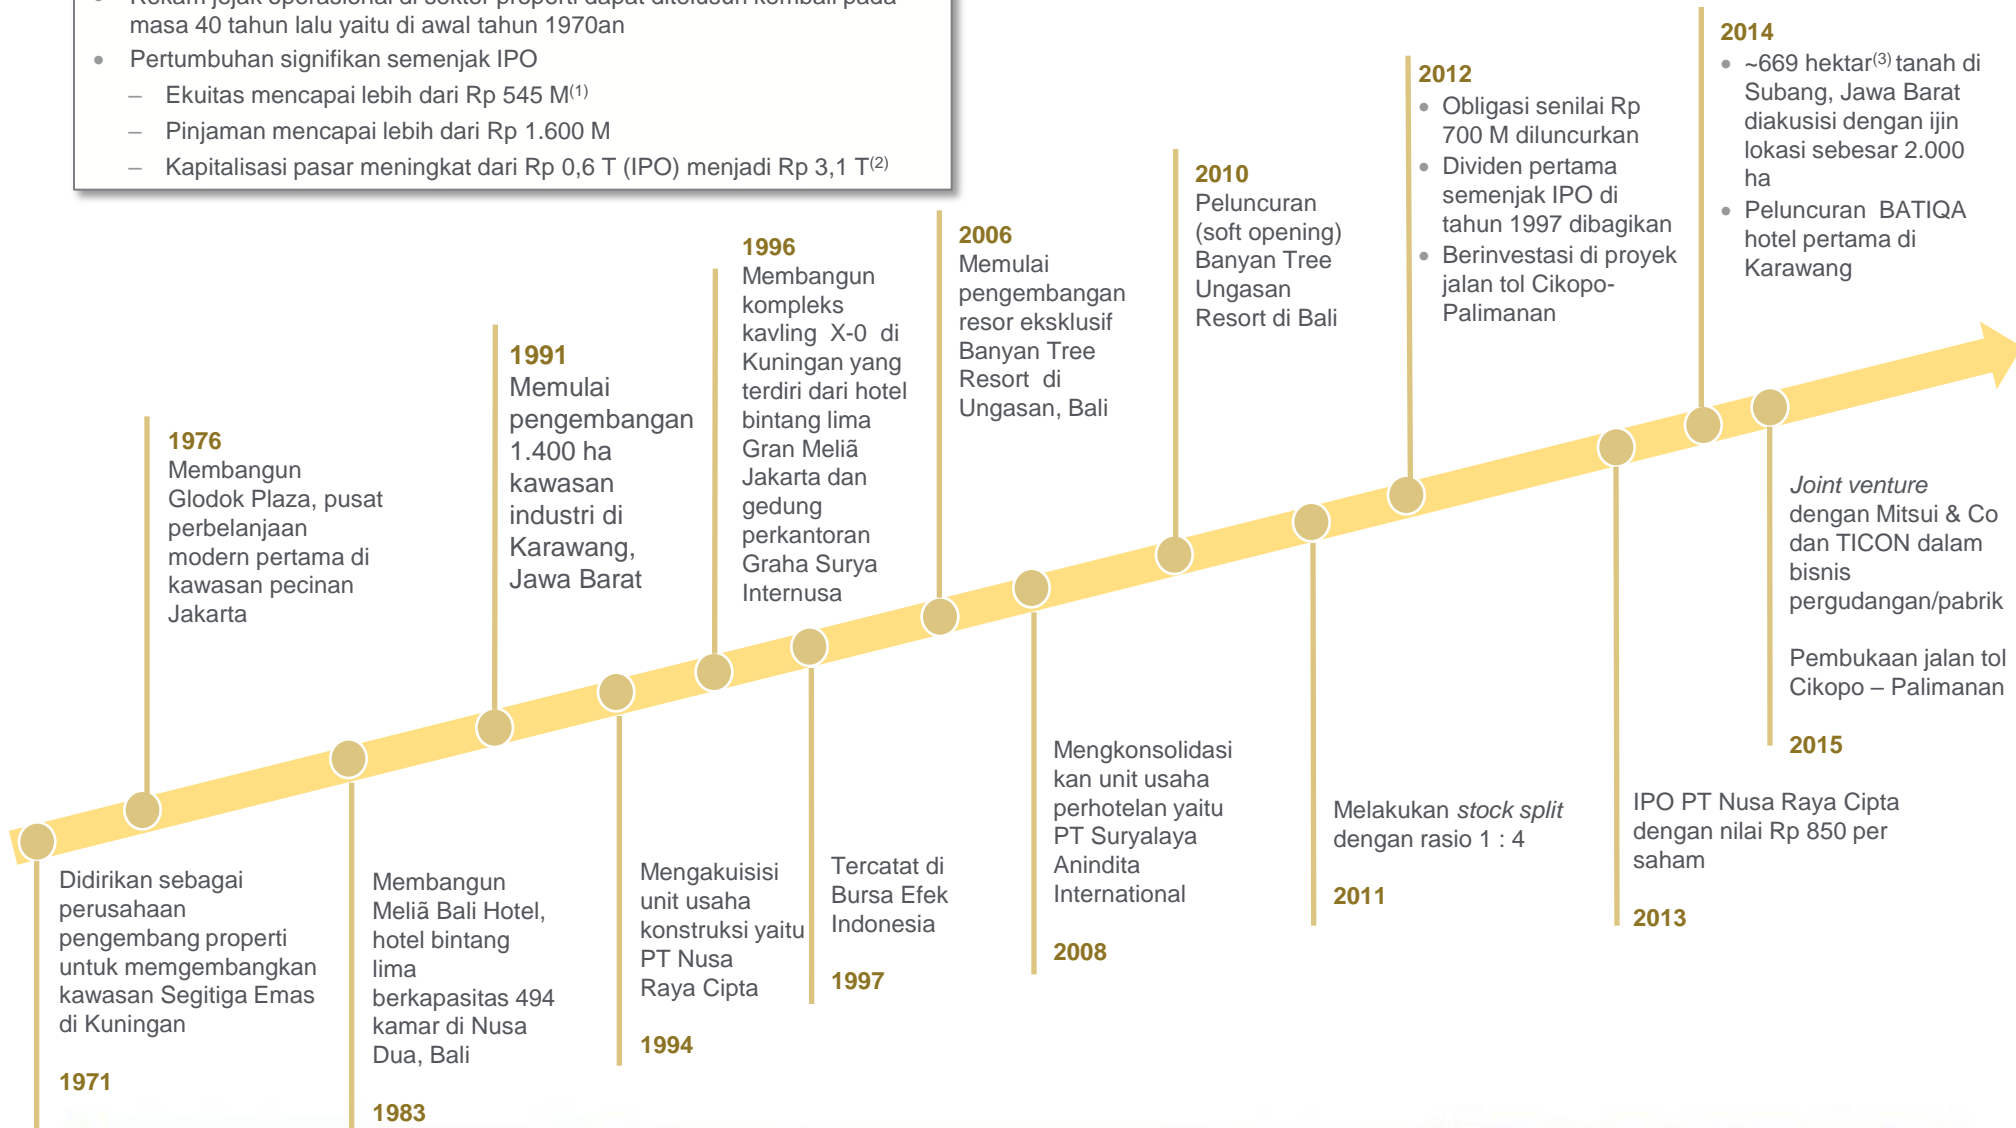 Rekam jejak operasional di sektor properti dapat ditelusuri kembali pada
masa 40 tahun lalu yaitu di awal tahun 1970an
Pertumbuhan signifikan semenjak IPO
– Ekuitas mencapai lebih dari Rp 545 M(1)
– Pinjaman mencapai lebih dari Rp 1.600 M
– Kapitalisasi pasar meningkat dari Rp 0,6 T (IPO) menjadi Rp 3,1 T(2)
Didirikan sebagai
perusahaan
pengembang properti
untuk memgembangkan
kawasan Segitiga Emas
di Kuningan
1971
1976
Membangun
Glodok Plaza, pusat
perbelanjaan
modern pertama di
kawasan pecinan
Jakarta
Membangun
Meliã Bali Hotel,
hotel bintang
lima
berkapasitas 494
kamar di Nusa
Dua, Bali
1983
1991
Memulai
pengembangan
1.400 ha
kawasan
industri di
Karawang,
Jawa Barat
Mengakuisisi
unit usaha
konstruksi yaitu
PT Nusa
Raya Cipta
1994
1996
Membangun
kompleks
kavling X-0 di
Kuningan yang
terdiri dari hotel
bintang lima
Gran Meliã
Jakarta dan
gedung
perkantoran
Graha Surya
Internusa
Tercatat di
Bursa Efek
Indonesia
1997
2006
Memulai
pengembangan
resor eksklusif
Banyan Tree
Resort di
Ungasan, Bali
Mengkonsolidasi
kan unit usaha
perhotelan yaitu
PT Suryalaya
Anindita
International
2008
2010
Peluncuran
(soft opening)
Banyan Tree
Ungasan
Resort di Bali
Melakukan stock split
dengan rasio 1 : 4
2011
2012
Obligasi senilai Rp
700 M diluncurkan
Dividen pertama
semenjak IPO di
tahun 1997 dibagikan
Berinvestasi di proyek
jalan tol Cikopo-
Palimanan
IPO PT Nusa Raya Cipta
dengan nilai Rp 850 per
saham
2013
2014
~669 hektar(3) tanah di
Subang, Jawa Barat
diakusisi dengan ijin
lokasi sebesar 2.000
ha
Peluncuran BATIQA
hotel pertama di
Karawang
Joint venture
dengan Mitsui & Co
dan TICON dalam
bisnis
pergudangan/pabrik
Pembukaan jalan tol
Cikopo – Palimanan
2015